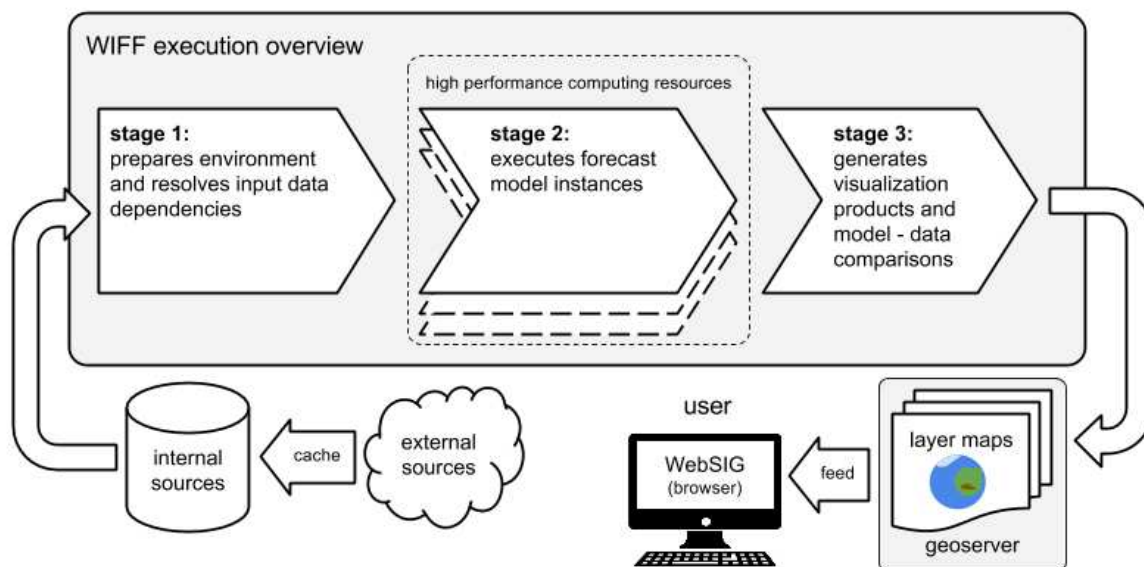 WIFF execution overview
high performance computing resources
stage 1:
prepares environment
and resolves input data
dependencies
stage 2:
executes forecast
model instances
stage 3:
generates
visualization
products and
model - data
comparisons
internal
sources
cache
external
sources
user
WebSIG
(browser)
feed
layer maps
geoserver